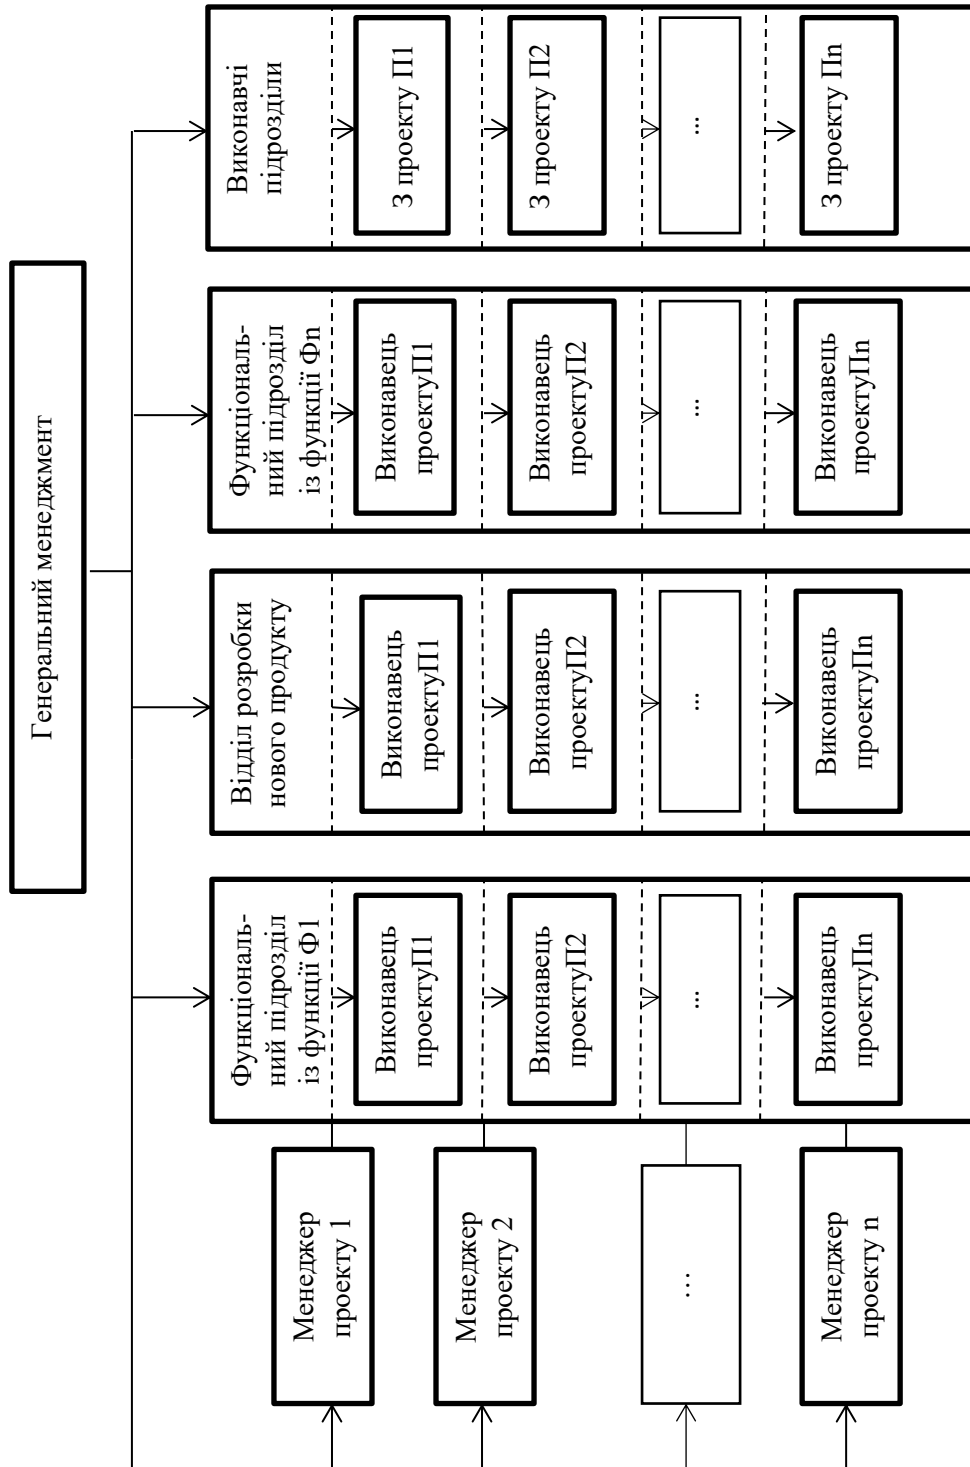 Генеральний менеджмент
Функціональ-
ний підрозділ
із функції Ф1
Відділ розробки
нового продукту
Функціональ-
ний підрозділ
із функції Фn
Виконавчі
підрозділи
Менеджер
проекту 1
Виконавець
проектуП1
Виконавець
проектуП1
Виконавець
проектуП1
З проекту П1
Менеджер
проекту 2
Виконавець
проектуП2
Виконавець
проектуП2
Виконавець
проектуП2
З проекту П2
...
...
...
...
...
Менеджер
проекту n
Виконавець
проектуПn
Виконавець
проектуПn
Виконавець
проектуПn
З проекту Пn